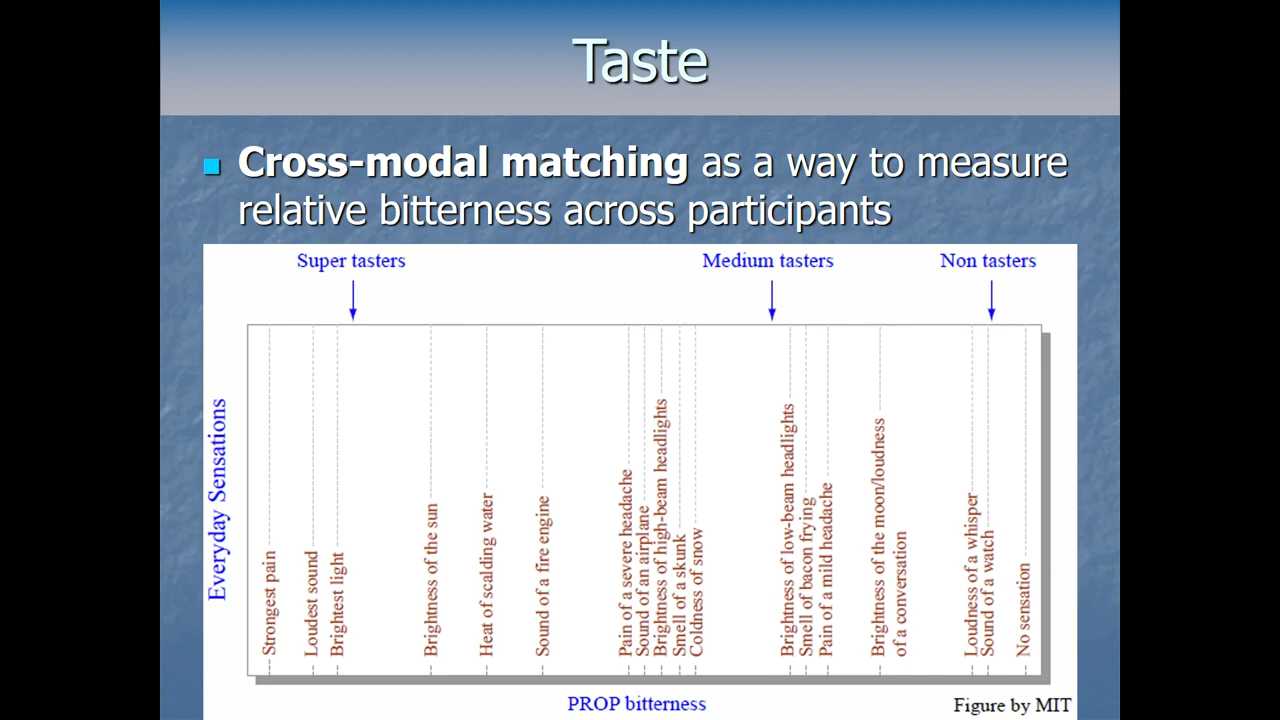 Taste
Cross-modal matching as a way to measure
relative bitterness across participants
Super tasters
Medium tasters
Non tasters
Everyday Sensations
Strongest pain
Loudest sound
Brightest light
Brightness of the sun
Heat of scalding water
Sound of a fire engine
Pain of a severe headache
Sound of an airplane
Brightness of high-beam headlights
Smell of a skunk
Coldness of snow
Brightness of low-beam headlights
Smell of bacon frying
Pain of a mild headache
Brightness of the moon/loudness
of a conversation
Loudness of a whisper
Sound of a watch
No sensation
PROP bitterness
Figure by MIT